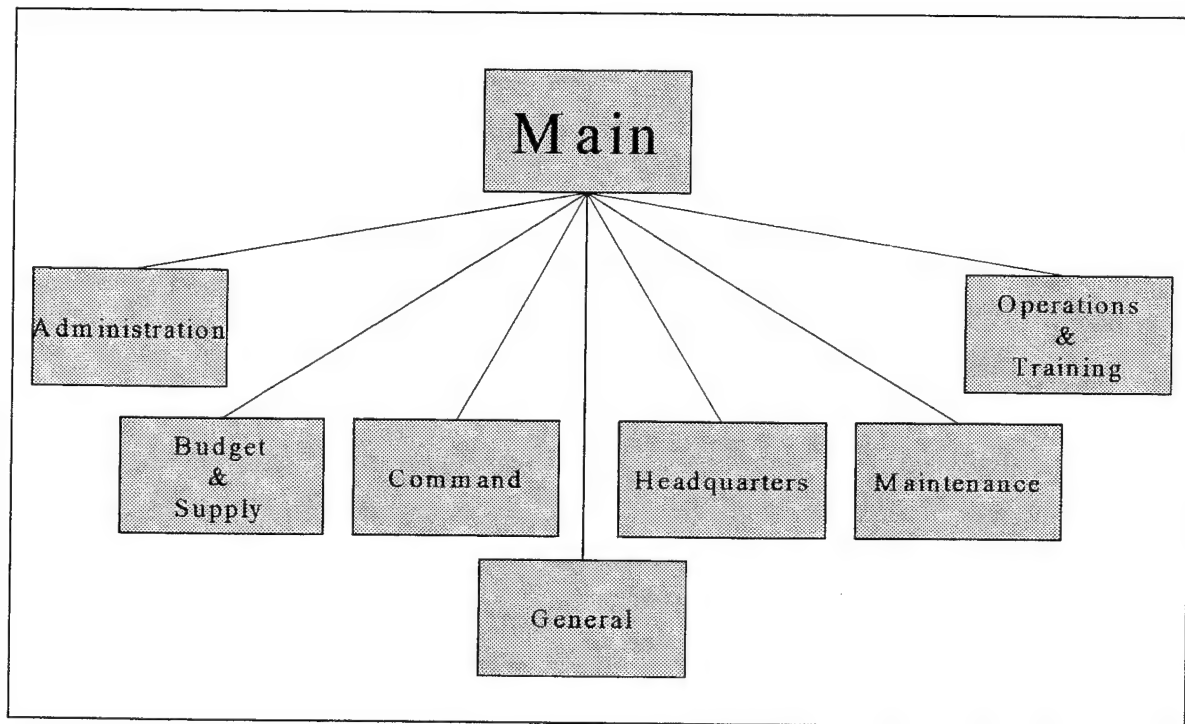 Main
Administration
Operations
&
Training
Budget
&
Supply
Command
Headquarters
Maintenance
General